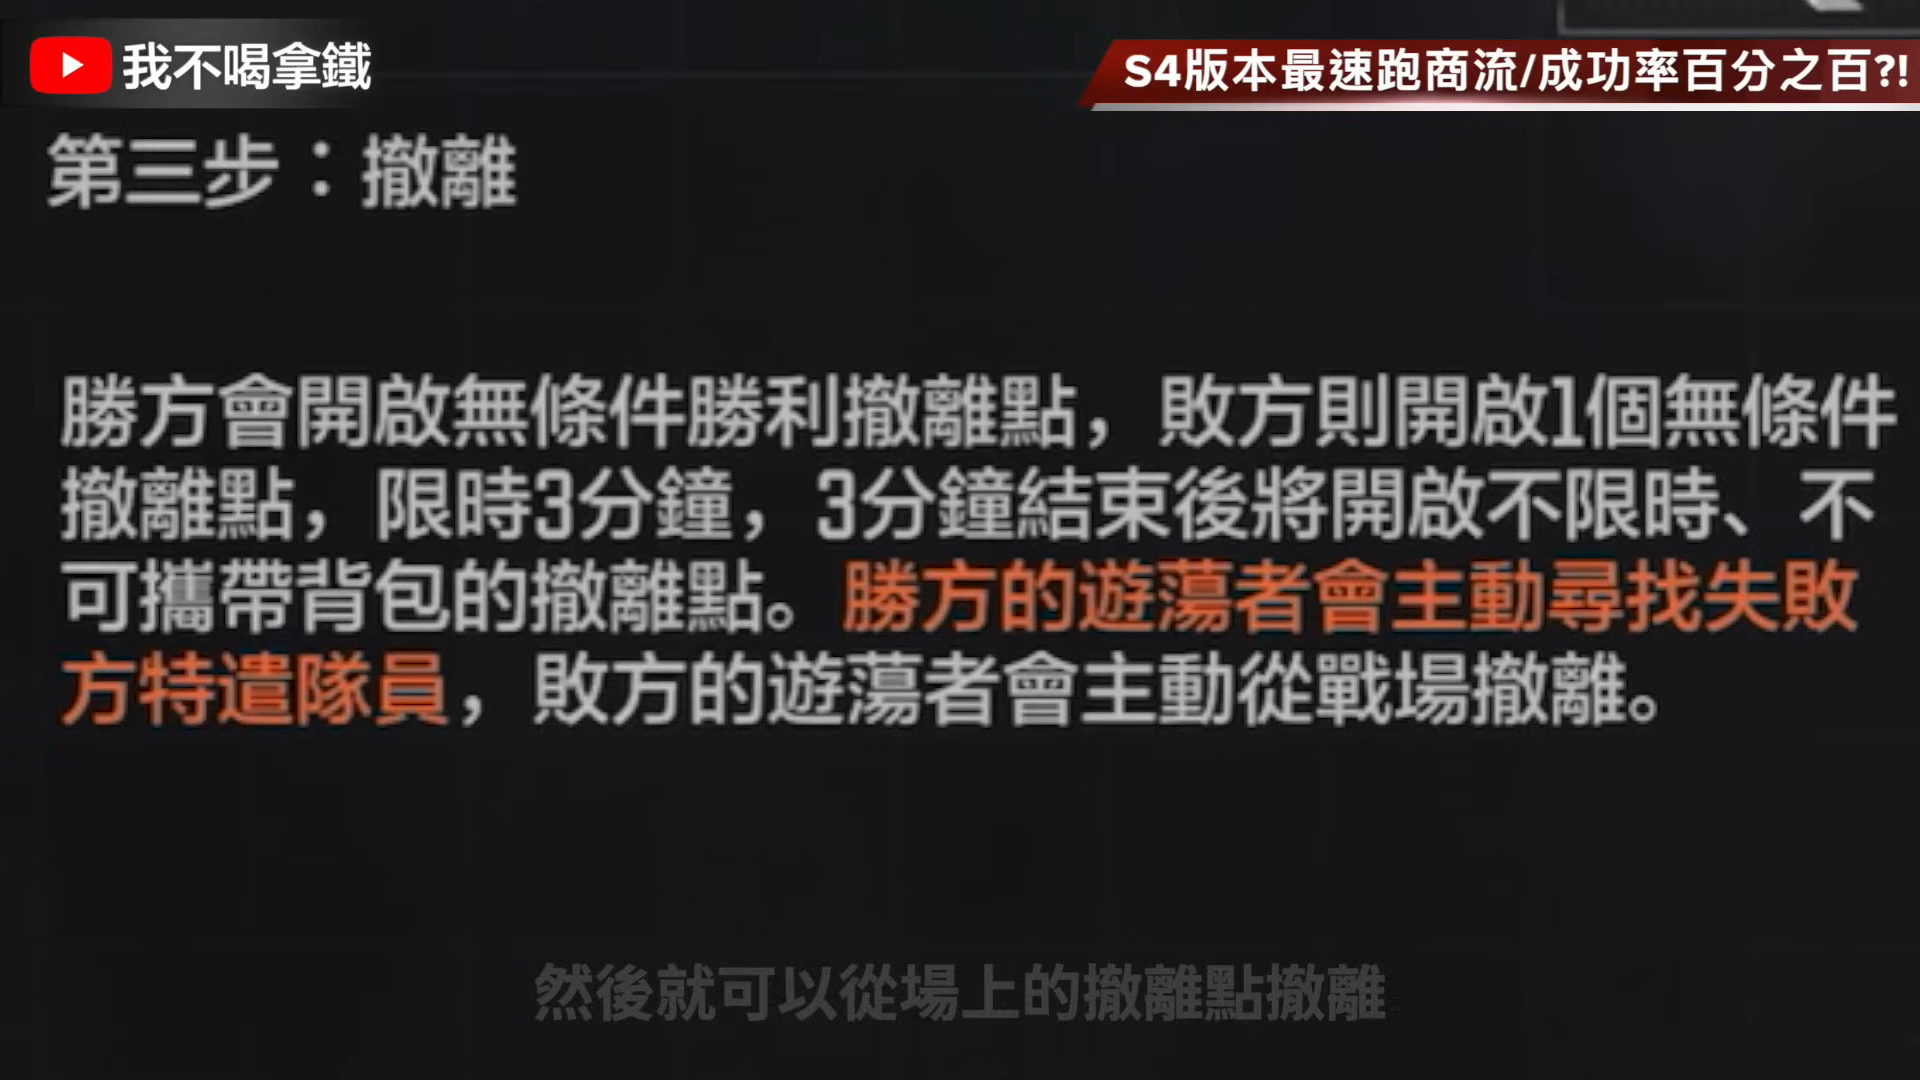 我不喝拿鐵
S4版本最速跑商流/成功率百分之百?!
第三步：撤離
勝方會開啟無條件勝利撤離點，敗方則開啟1個無條件
撤離點，限時3分鐘，3分鐘結束後將開啟不限時、不
可攜帶背包的撤離點。勝方的遊蕩者會主動尋找失敗
方特遣隊員，敗方的遊蕩者會主動從戰場撤離。
然後就可以從場上的撤離點撤離